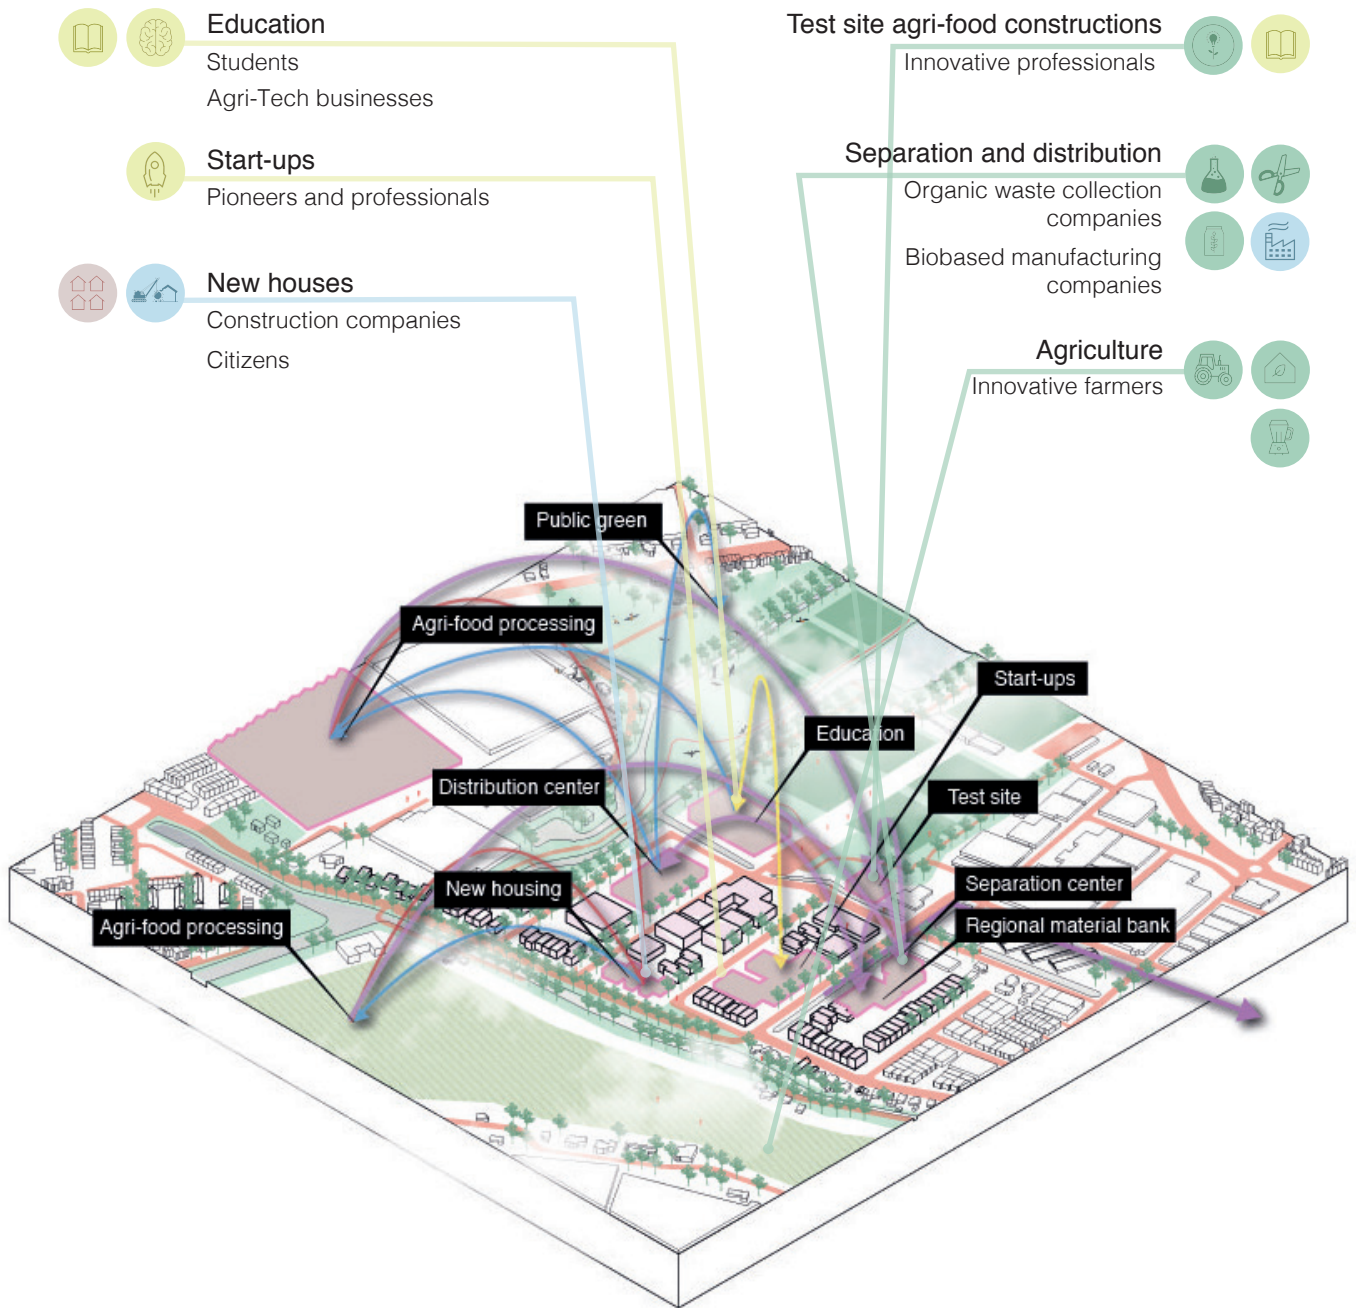 Education
Students
Agri-Tech businesses
Start-ups
Pioneers and professionals
New houses
Construction companies
Citizens
Test site agri-food constructions
Innovative professionals
Separation and distribution
Organic waste collection
companies
Biobased manufacturing
companies
Agriculture
Innovative farmers
Public green
Agri-food processing
Start-ups
Education
Distribution center
Test site
New housing
Separation center
Agri-food processing
Regional material bank